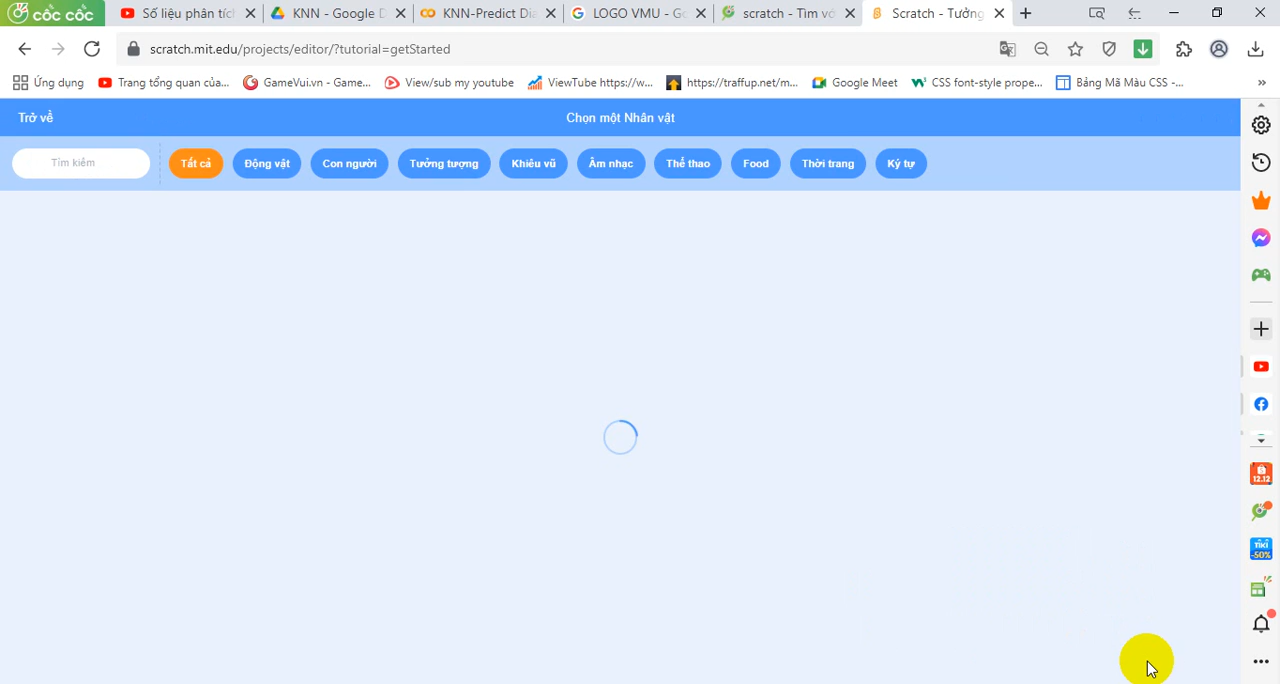 cốc cốc
Số liệu phân tích
KNN - Google D
KNN-Predict Dia
LOGO VMU - Go
scratch - Tìm với
Scratch - Tưởng
scratch.mit.edu/projects/editor/?tutorial=getStarted
Ứng dụng
Trang tổng quan của...
GameVui.vn - Game...
View/sub my youtube
ViewTube https://w...
https://traffup.net/m...
Google Meet
CSS font-style prope...
Bảng Mã Màu CSS -...
»
Trở về
Chọn một Nhân vật
Tìm kiếm
Tất cả
Động vật
Con người
Tưởng tượng
Khiêu vũ
Âm nhạc
Thể thao
Food
Thời trang
Ký tự
12.12
TIKI
-50%